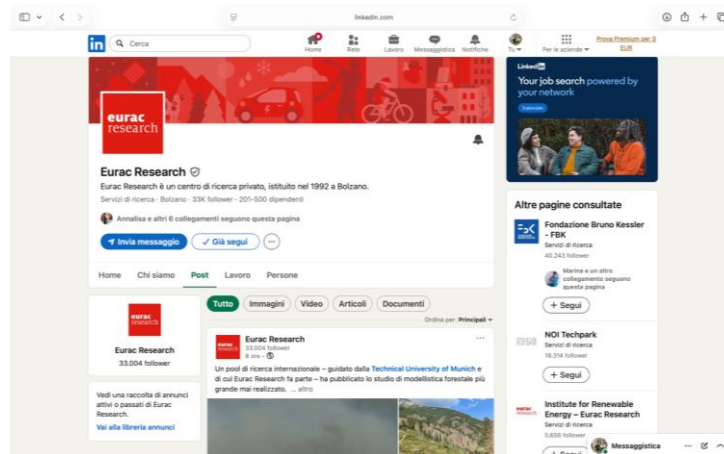 linkedin.com
in
Cerca
Home
Rete
Lavoro
Messaggistica
Notifiche
Tu
Per le aziende
Prova Premium per 0
EUR
eurac
research
Eurac Research
Eurac Research è un centro di ricerca privato, istituito nel 1992 a Bolzano.
Servizi di ricerca · Bolzano · 33K follower · 201-500 dipendenti
Annalisa e altri 6 collegamenti seguono questa pagina
Invia messaggio
Già segui
Home
Chi siamo
Post
Lavoro
Persone
eurac
research
Eurac Research
33.004 follower
Vedi una raccolta di annunci
attivi o passati di Eurac
Research.
Vai alla libreria annunci
Tutto
Immagini
Video
Articoli
Documenti
Ordina per: Principali
Eurac Research
33.004 follower
6 ore ·
Un pool di ricerca internazionale – guidato dalla Technical University of Munich e
di cui Eurac Research fa parte – ha pubblicato lo studio di modellistica forestale più
grande mai realizzato. ... altro
LinkedIn
Your job search powered by
your network
Altre pagine consultate
Fondazione Bruno Kessler
- FBK
Servizi di ricerca
40.243 follower
Marina e un altro
collegamento seguono
questa pagina
+ Segui
NOI Techpark
Servizi di ricerca
18.314 follower
+ Segui
Institute for Renewable
Energy – Eurac Research
Servizi di ricerca
5.656 follower
Messaggistica